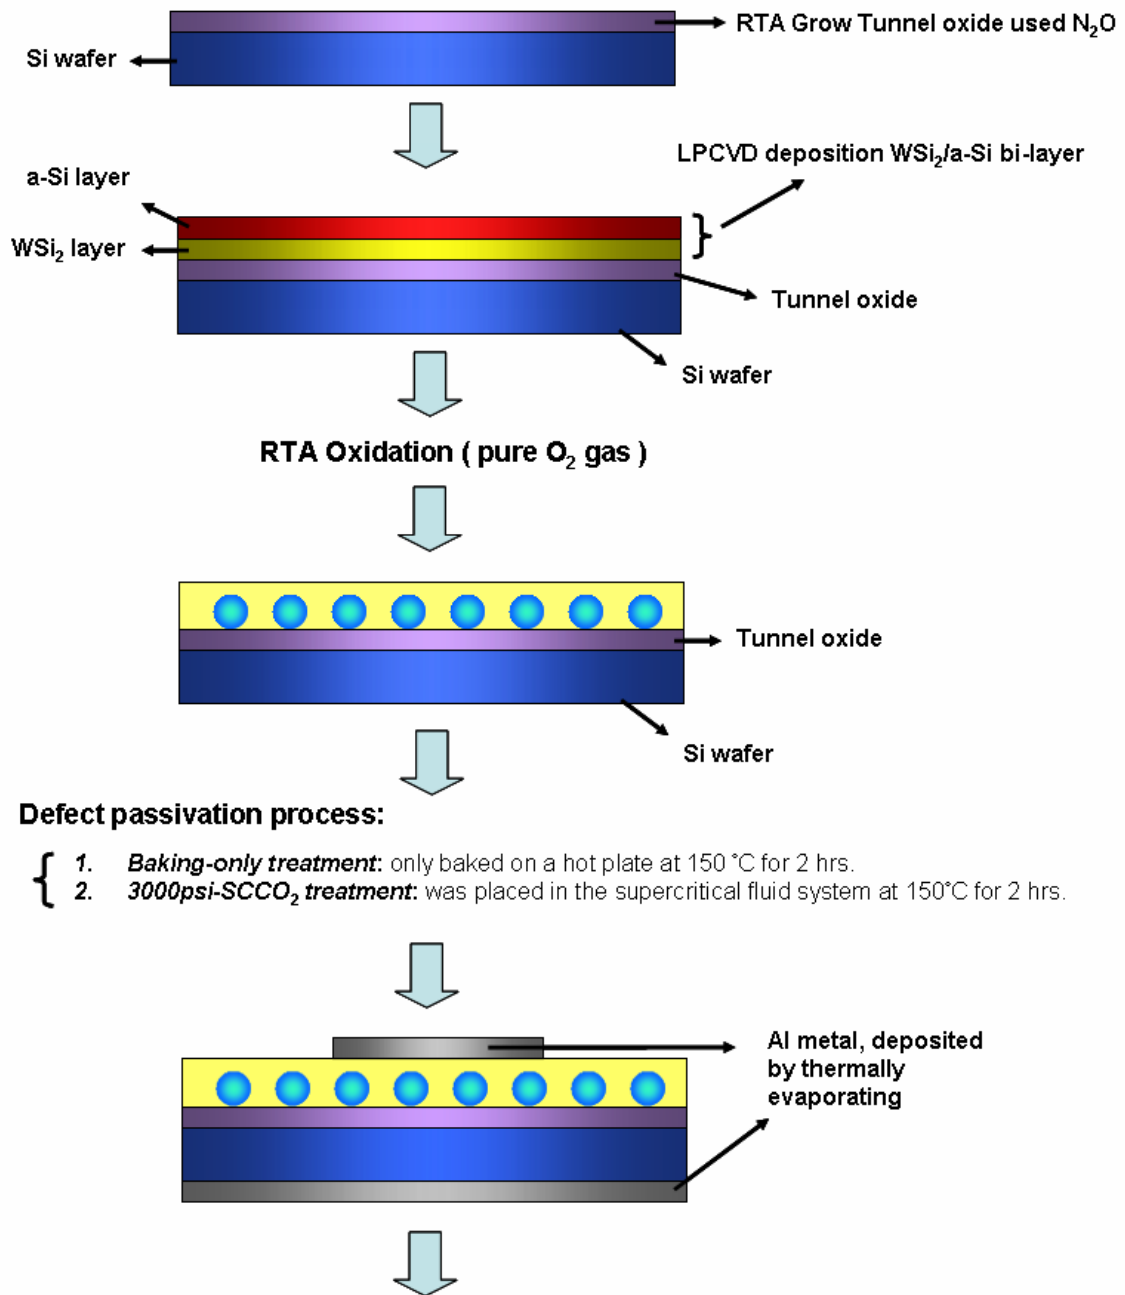 RTA Grow Tunnel oxide used N₂O
Si wafer
LPCVD deposition WSi₂/a-Si bi-layer
a-Si layer
WSi₂ layer
Tunnel oxide
Si wafer
RTA Oxidation ( pure O₂ gas )
Tunnel oxide
Si wafer
Defect passivation process:
{ 1. Baking-only treatment: only baked on a hot plate at 150 °C for 2 hrs.
2. 3000psi-SCCO₂ treatment: was placed in the supercritical fluid system at 150°C for 2 hrs.
Al metal, deposited
by thermally
evaporating